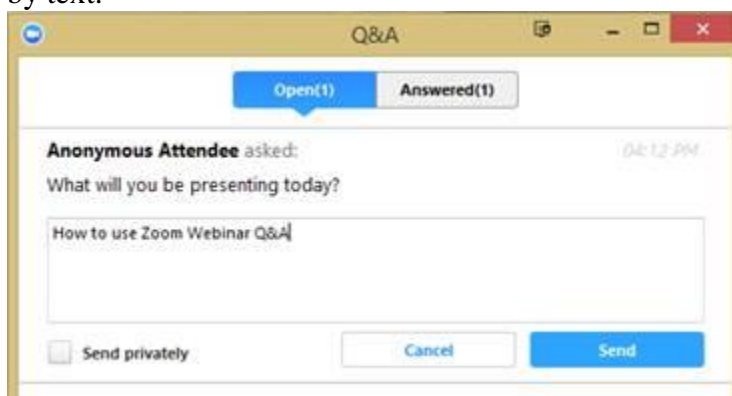 by text.
Q&A
Open(1) Answered(1)
Anonymous Attendee asked: 04:12 PM
What will you be presenting today?
How to use Zoom Webinar Q&A
Send privately Cancel Send